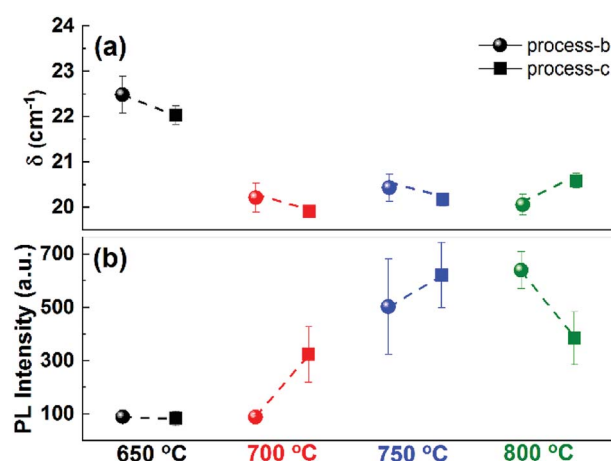 (a)
process-b
process-c
δ (cm⁻¹)
24
23
22
21
20
(b)
PL Intensity (a.u.)
700
500
300
100
650 °C 700 °C 750 °C 800 °C